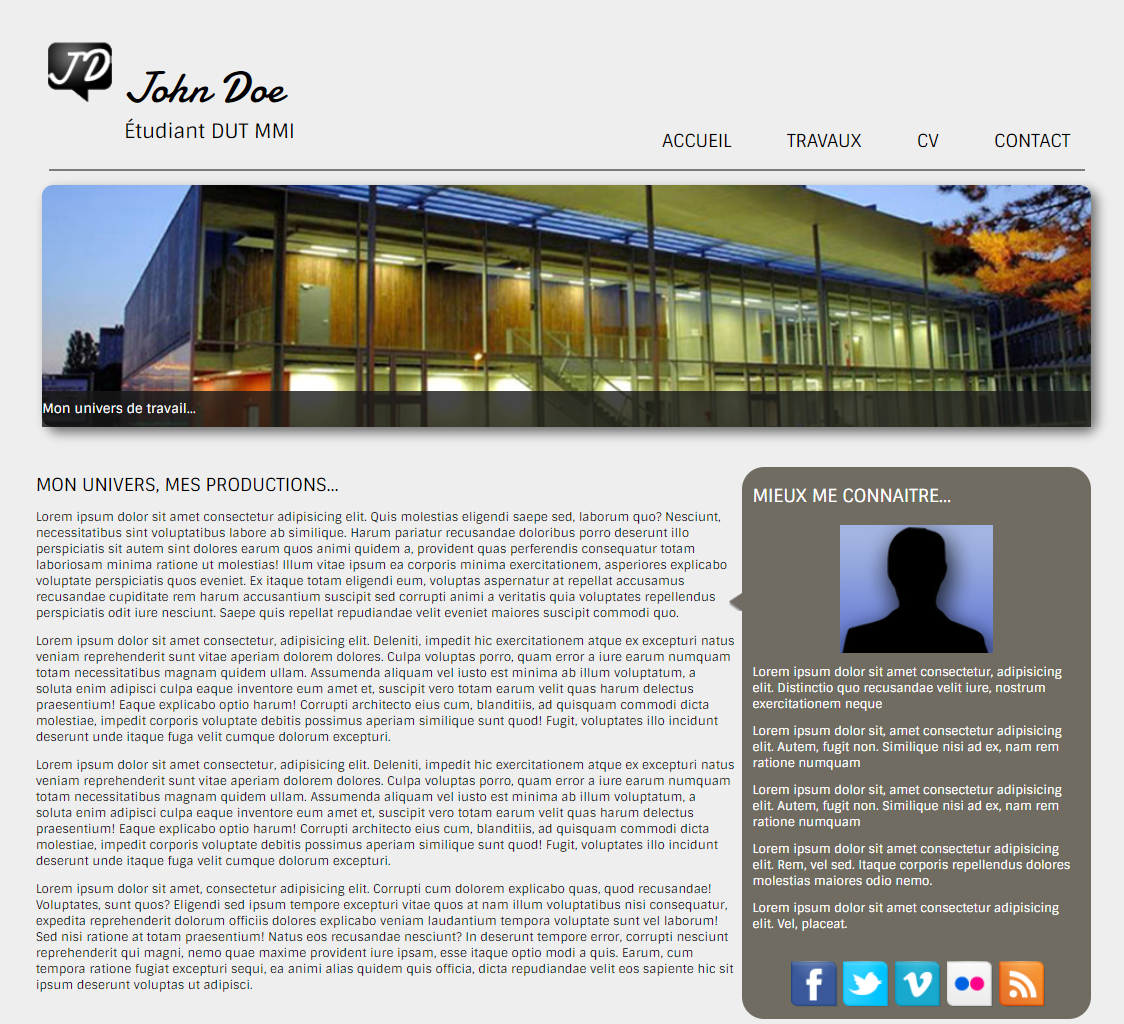 JD
John Doe
Étudiant DUT MMI
ACCUEIL TRAVAUX CV CONTACT
Mon univers de travail...
MON UNIVERS, MES PRODUCTIONS...
Lorem ipsum dolor sit amet consectetur adipisicing elit. Quis molestias eligendi saepe sed, laborum quo? Nesciunt,
necessitatibus sint voluptatibus labore ab similique. Harum pariatur recusandae doloribus porro deserunt illo
perspiciatis sit autem sint dolores earum quos animi quidem a, provident quas perferendis consequatur totam
laboriosam minima ratione ut molestias! Illum vitae ipsum ea corporis minima exercitationem, asperiores explicabo
voluptate perspiciatis quos eveniet. Ex itaque totam eligendi eum, voluptas aspernatur at repellat accusamus
recusandae cupiditate rem harum accusantium suscipit sed corrupti animi a veritatis quia voluptates repellendus
perspiciatis odit iure nesciunt. Saepe quis repellat repudiandae velit eveniet maiores suscipit commodi quo.
Lorem ipsum dolor sit amet consectetur, adipisicing elit. Deleniti, impedit hic exercitationem atque ex excepturi natus
veniam reprehenderit sunt vitae aperiam dolorem dolores. Culpa voluptas porro, quam error a iure earum numquam
totam necessitatibus magnam quidem ullam. Assumenda aliquam vel iusto est minima ab illum voluptatum, a
soluta enim adipisci culpa eaque inventore eum amet et, suscipit vero totam earum velit quas harum delectus
praesentium! Eaque explicabo optio harum! Corrupti architecto eius cum, blanditiis, ad quisquam commodi dicta
molestiae, impedit corporis voluptate debitis possimus aperiam similique sunt quod! Fugit, voluptates illo incidunt
deserunt unde itaque fuga velit cumque dolorum excepturi.
Lorem ipsum dolor sit amet consectetur, adipisicing elit. Deleniti, impedit hic exercitationem atque ex excepturi natus
veniam reprehenderit sunt vitae aperiam dolorem dolores. Culpa voluptas porro, quam error a iure earum numquam
totam necessitatibus magnam quidem ullam. Assumenda aliquam vel iusto est minima ab illum voluptatum, a
soluta enim adipisci culpa eaque inventore eum amet et, suscipit vero totam earum velit quas harum delectus
praesentium! Eaque explicabo optio harum! Corrupti architecto eius cum, blanditiis, ad quisquam commodi dicta
molestiae, impedit corporis voluptate debitis possimus aperiam similique sunt quod! Fugit, voluptates illo incidunt
deserunt unde itaque fuga velit cumque dolorum excepturi.
Lorem ipsum dolor sit amet, consectetur adipisicing elit. Corrupti cum dolorem explicabo quas, quod recusandae!
Voluptates, sunt quos? Eligendi sed ipsum tempore excepturi vitae quos at nam illum voluptatibus nisi consequatur,
expedita reprehenderit dolorum officiis dolores explicabo veniam laudantium tempora voluptate sunt vel laborum!
Sed nisi ratione at totam praesentium! Natus eos recusandae nesciunt? In deserunt tempore error, corrupti nesciunt
reprehenderit qui magni, nemo quae maxime provident iure ipsam, esse itaque optio modi a quis. Earum, cum
tempora ratione fugiat excepturi sequi, ea animi alias quidem quis officia, dicta repudiandae velit eos sapiente hic sit
ipsum deserunt voluptas ut adipisci.
MIEUX ME CONNAITRE...
Lorem ipsum dolor sit amet consectetur, adipisicing
elit. Distinctio quo recusandae velit iure, nostrum
exercitationem neque
Lorem ipsum dolor sit, amet consectetur adipisicing
elit. Autem, fugit non. Similique nisi ad ex, nam rem
ratione numquam
Lorem ipsum dolor sit, amet consectetur adipisicing
elit. Autem, fugit non. Similique nisi ad ex, nam rem
ratione numquam
Lorem ipsum dolor sit amet consectetur adipisicing
elit. Rem, vel sed. Itaque corporis repellendus dolores
molestias maiores odio nemo.
Lorem ipsum dolor sit amet consectetur adipisicing
elit. Vel, placeat.